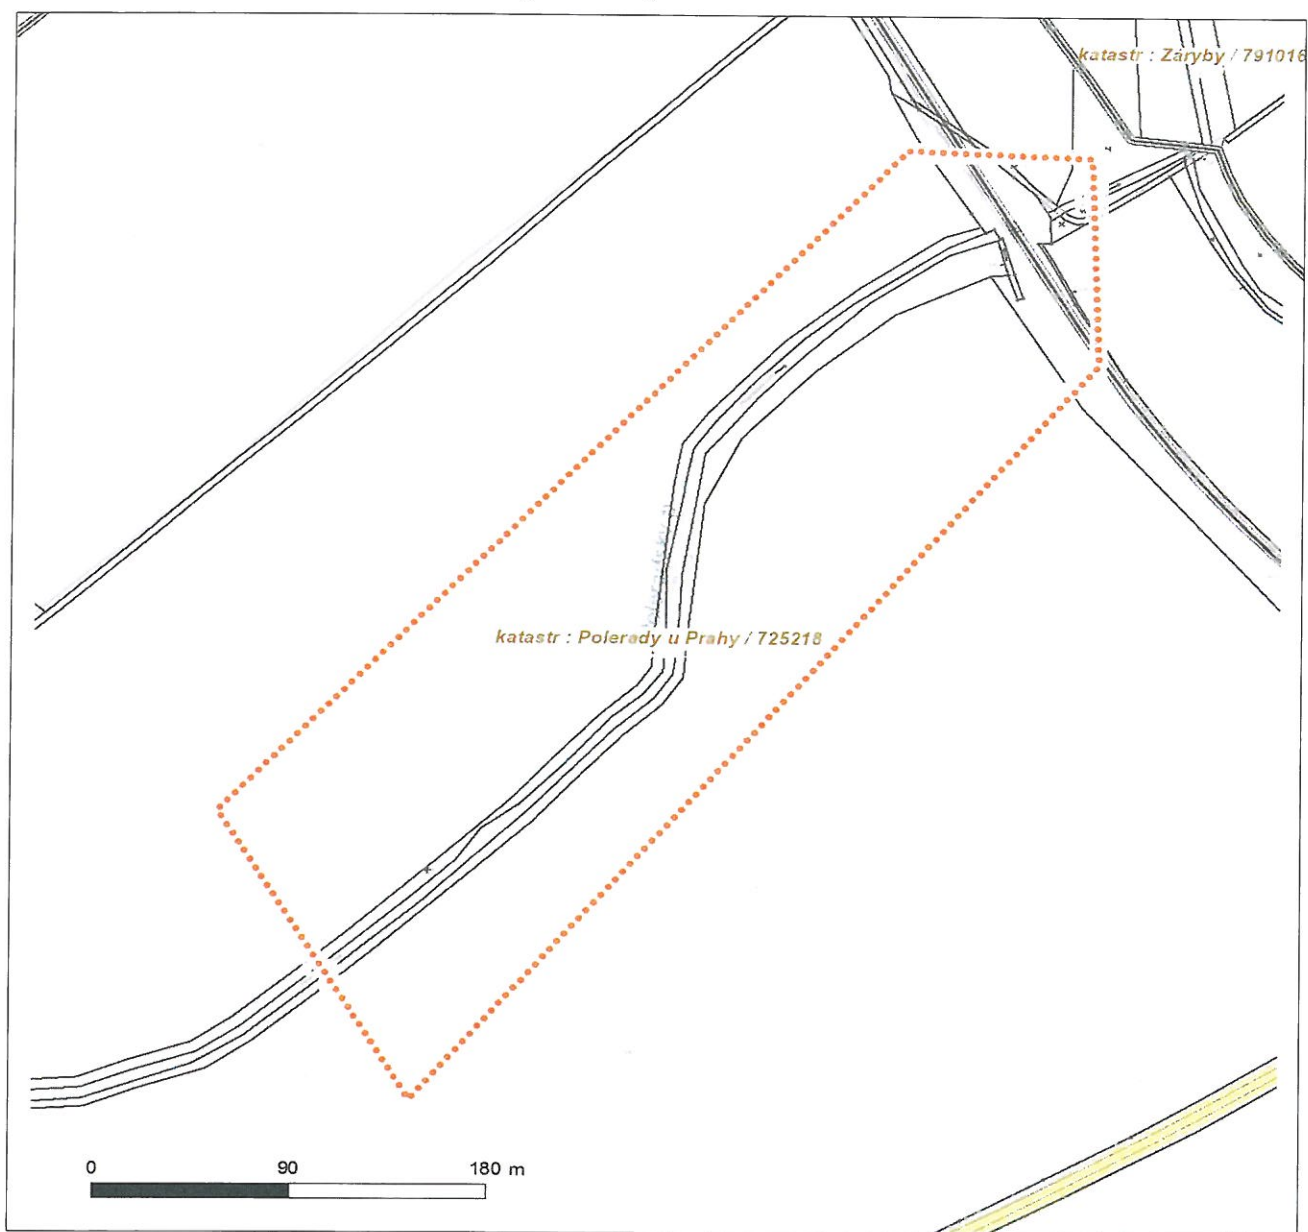 katastr : Záryby / 791016
katastr : Polerady u Prahy / 725218
0 90 180 m